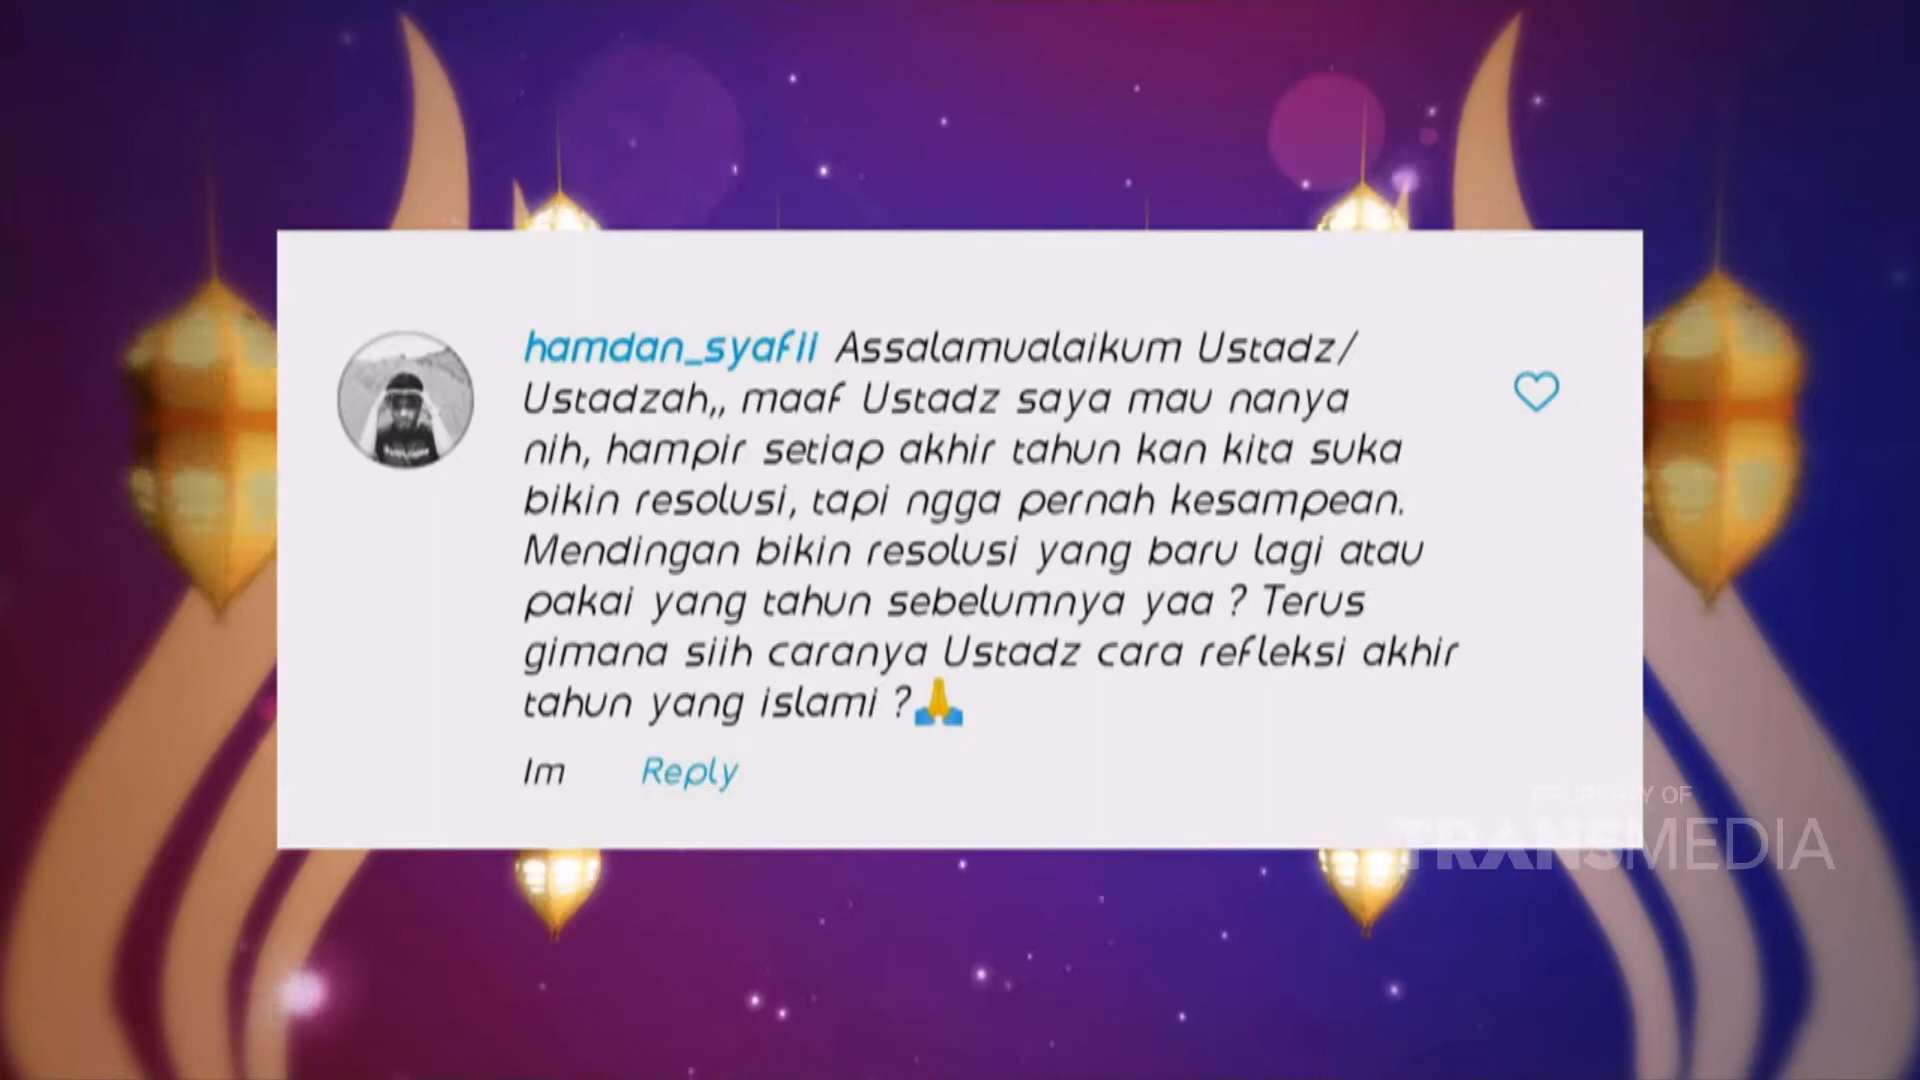 hamdan_syafii Assalamualaikum Ustadz/
Ustadzah,, maaf Ustadz saya mau nanya
nih, hampir setiap akhir tahun kan kita suka
bikin resolusi, tapi ngga pernah kesampean.
Mendingan bikin resolusi yang baru lagi atau
pakai yang tahun sebelumnya yaa ? Terus
gimana siih caranya Ustadz cara refleksi akhir
tahun yang islami ?🙏
1m Reply
PROPERTY OF
TRANSMEDIA